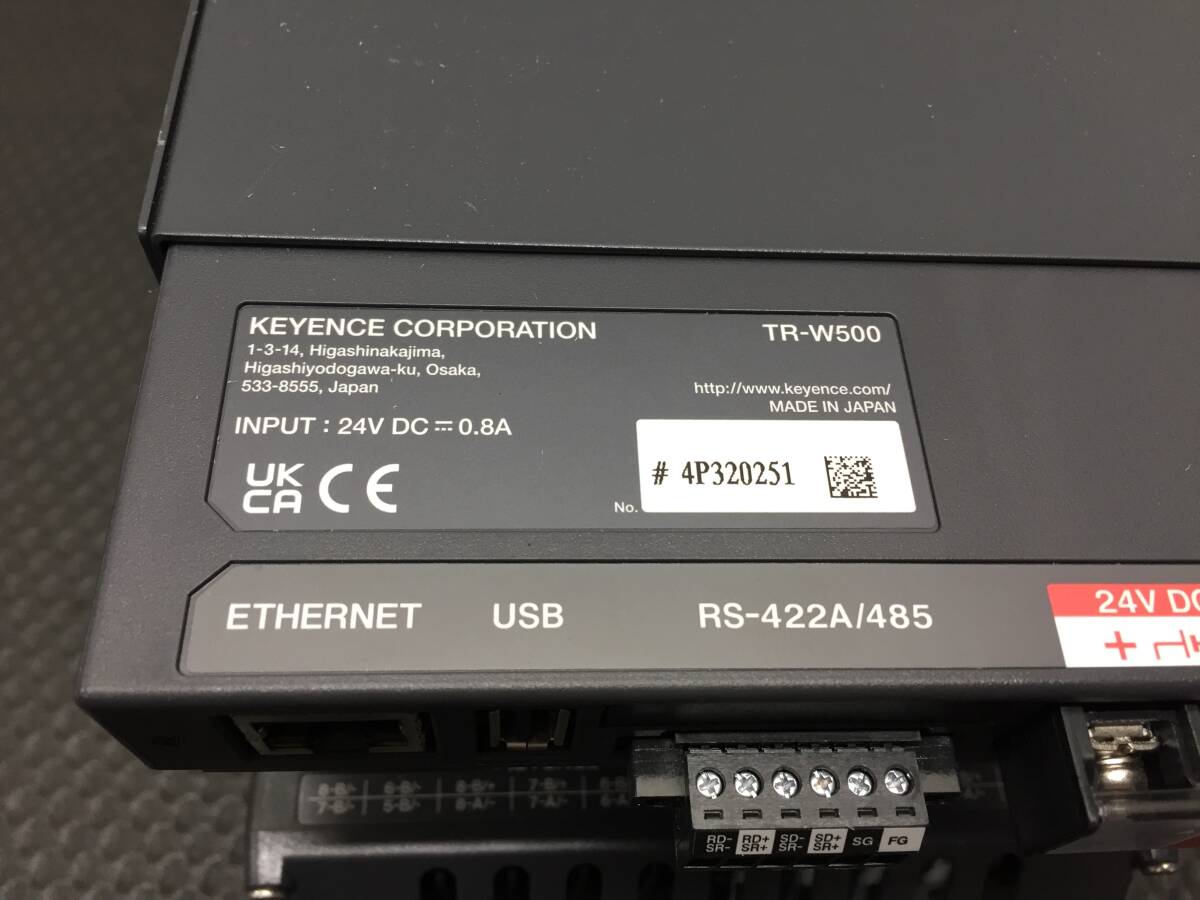 KEYENCE CORPORATION
1-3-14, Higashinakajima,
Higashiyodogawa-ku, Osaka,
533-8555, Japan
INPUT : 24V DC ⎓ 0.8A
UK
CA CE
TR-W500
http://www.keyence.com/
MADE IN JAPAN
No. # 4P320251
ETHERNET USB RS-422A/485
24V DC
+
RD- RD+ SD- SD+ SG FG
SR- SR+ SR- SR+